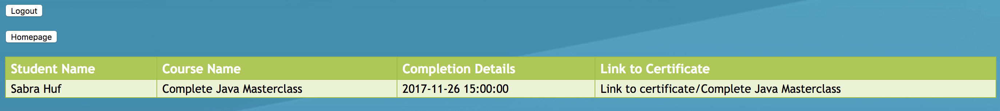 Logout
Homepage
Student Name Course Name Completion Details Link to Certificate
Sabra Huf Complete Java Masterclass 2017-11-26 15:00:00 Link to certificate/Complete Java Masterclass